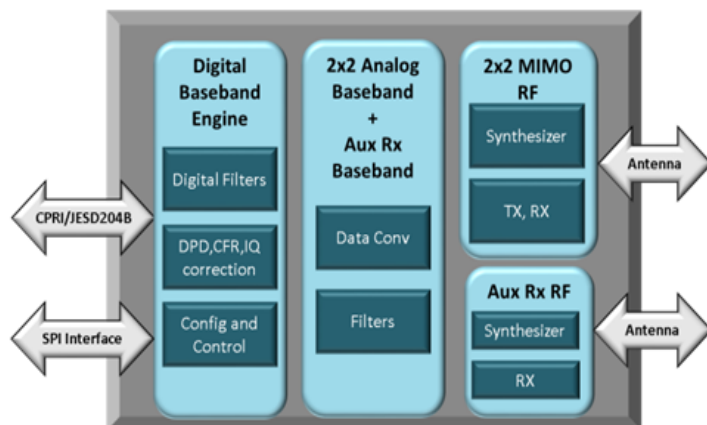 Digital
Baseband
Engine
Digital Filters
DPD,CFR,IQ
correction
Config and
Control
CPRI/JESD204B
SPI Interface
2x2 Analog
Baseband
+
Aux Rx
Baseband
Data Conv
Filters
2x2 MIMO
RF
Synthesizer
TX, RX
Antenna
Aux Rx RF
Synthesizer
RX
Antenna